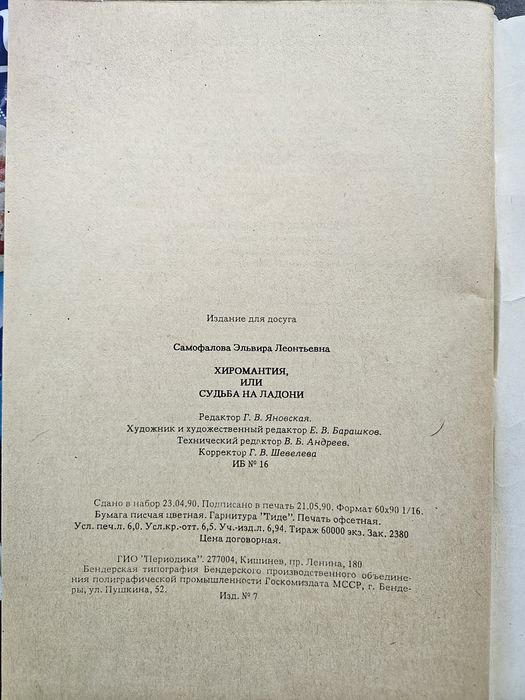 Издание для досуга
Самофалова Эльвира Леонтьевна
ХИРОМАНТИЯ,
ИЛИ
СУДЬБА НА ЛАДОНИ
Редактор Г. В. Яновская.
Художник и художественный редактор Е. В. Барашков.
Технический редактор В. Б. Андреев.
Корректор Г. В. Шевелева
ИБ № 16
Сдано в набор 23.04.90. Подписано в печать 21.05.90. Формат 60х90 1/16.
Бумага писчая цветная. Гарнитура "Тиде". Печать офсетная.
Усл. печ.л. 6,0. Усл.кр.-отт. 6,5. Уч.-изд.л. 6,94. Тираж 60000 экз. Зак. 2380
Цена договорная.
ГИО "Периодика". 277004, Кишинев, пр. Ленина, 180
Бендерская типография Бендерского производственного объедине-
ния полиграфической промышленности Госкомиздата МССР, г. Бенде-
ры, ул. Пушкина, 52.
Изд. № 7